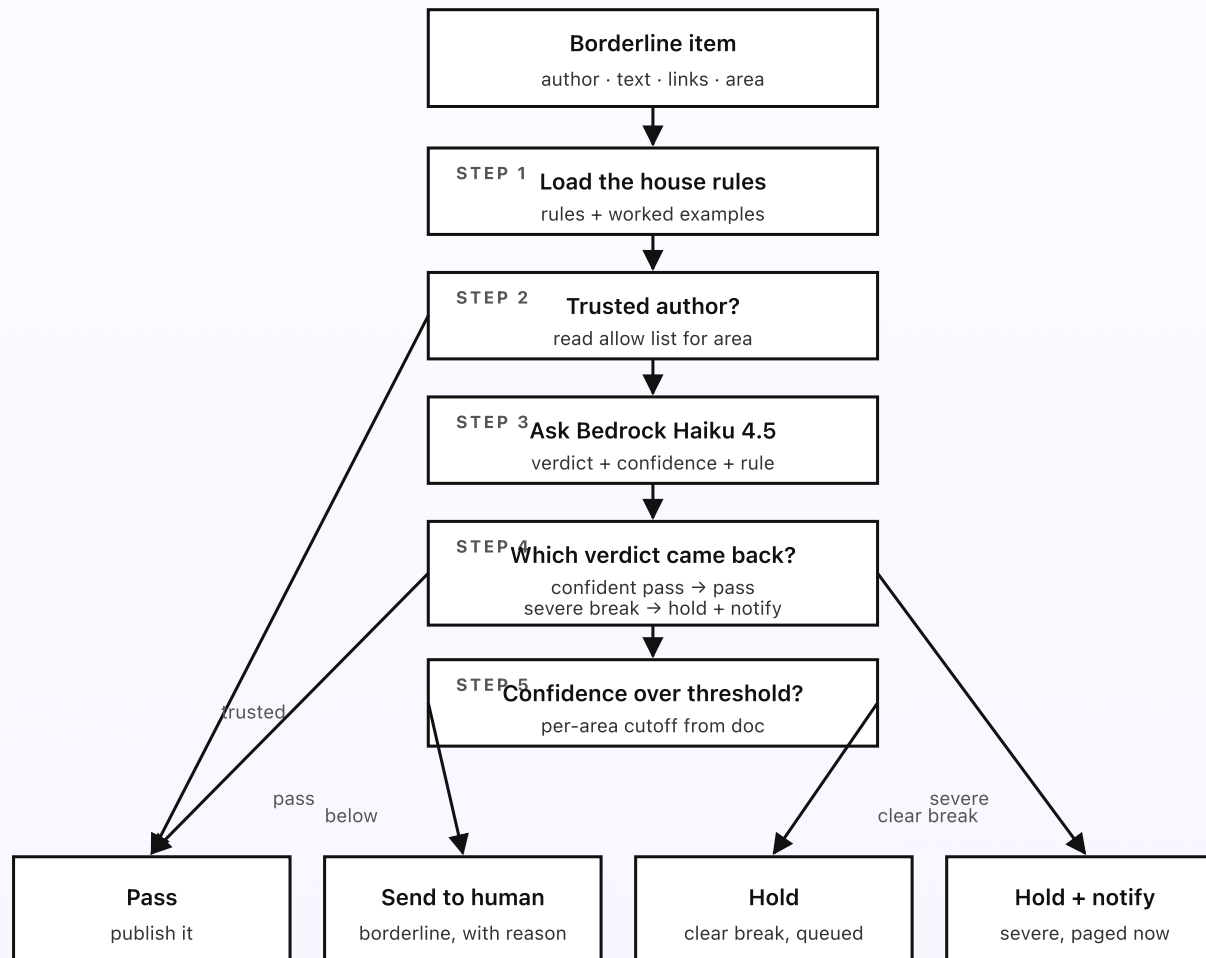 Borderline item
author · text · links · area
STEP 1
Load the house rules
rules + worked examples
STEP 2
Trusted author?
read allow list for area
STEP 3
Ask Bedrock Haiku 4.5
verdict + confidence + rule
STEP 4
Which verdict came back?
confident pass → pass
severe break → hold + notify
STEP 5
Confidence over threshold?
per-area cutoff from doc
trusted
pass
below
severe
clear break
Pass
publish it
Send to human
borderline, with reason
Hold
clear break, queued
Hold + notify
severe, paged now